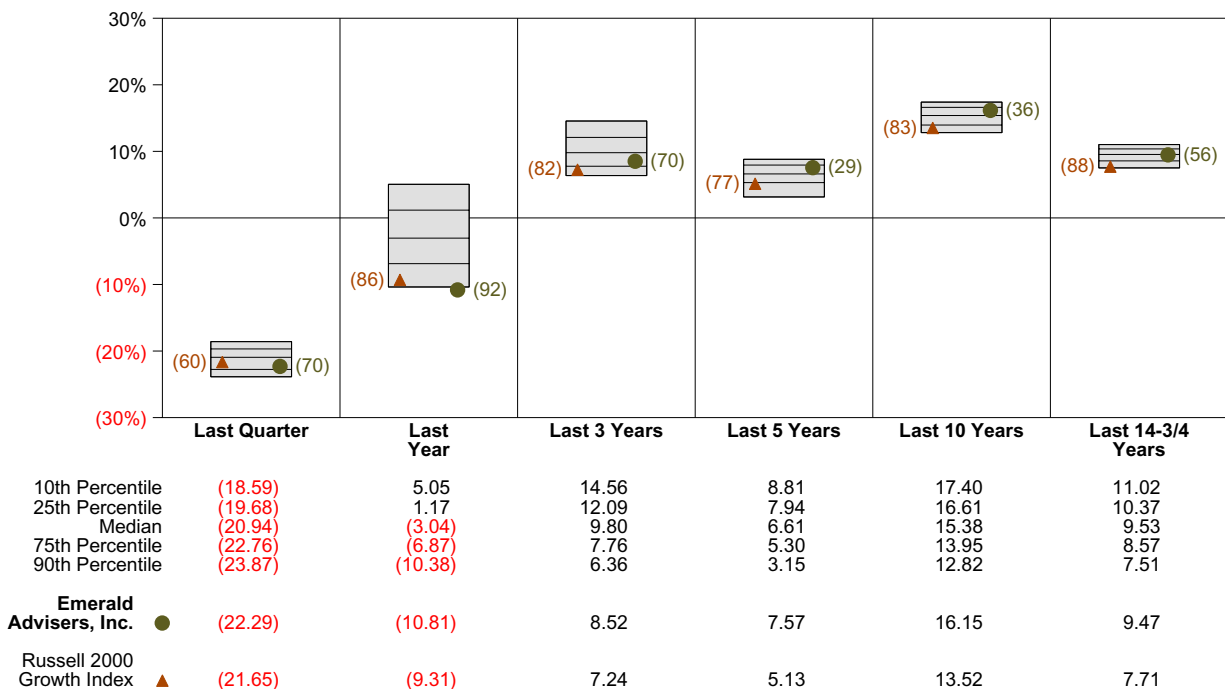 30%
20%
10%
0%
(10%)
(20%)
(30%)
(60) (70)
(86) (92)
(82) (70)
(77) (29)
(83) (36)
(88) (56)
Last Quarter Last Year Last 3 Years Last 5 Years Last 10 Years Last 14-3/4 Years
10th Percentile (18.59) 5.05 14.56 8.81 17.40 11.02
25th Percentile (19.68) 1.17 12.09 7.94 16.61 10.37
Median (20.94) (3.04) 9.80 6.61 15.38 9.53
75th Percentile (22.76) (6.87) 7.76 5.30 13.95 8.57
90th Percentile (23.87) (10.38) 6.36 3.15 12.82 7.51
Emerald
Advisers, Inc. (22.29) (10.81) 8.52 7.57 16.15 9.47
Russell 2000
Growth Index (21.65) (9.31) 7.24 5.13 13.52 7.71